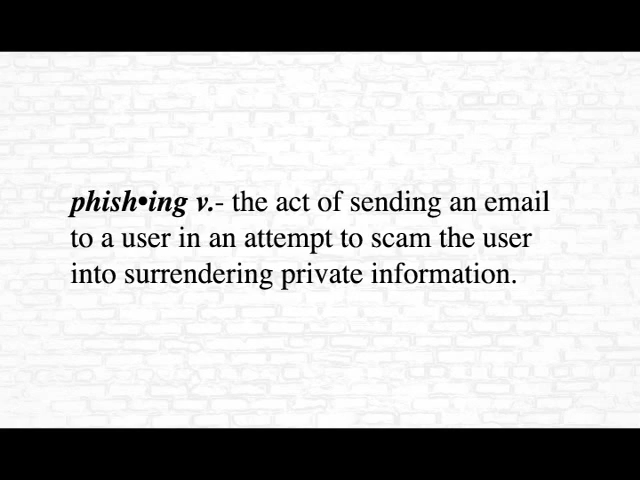 phish•ing v.- the act of sending an email
to a user in an attempt to scam the user
into surrendering private information.